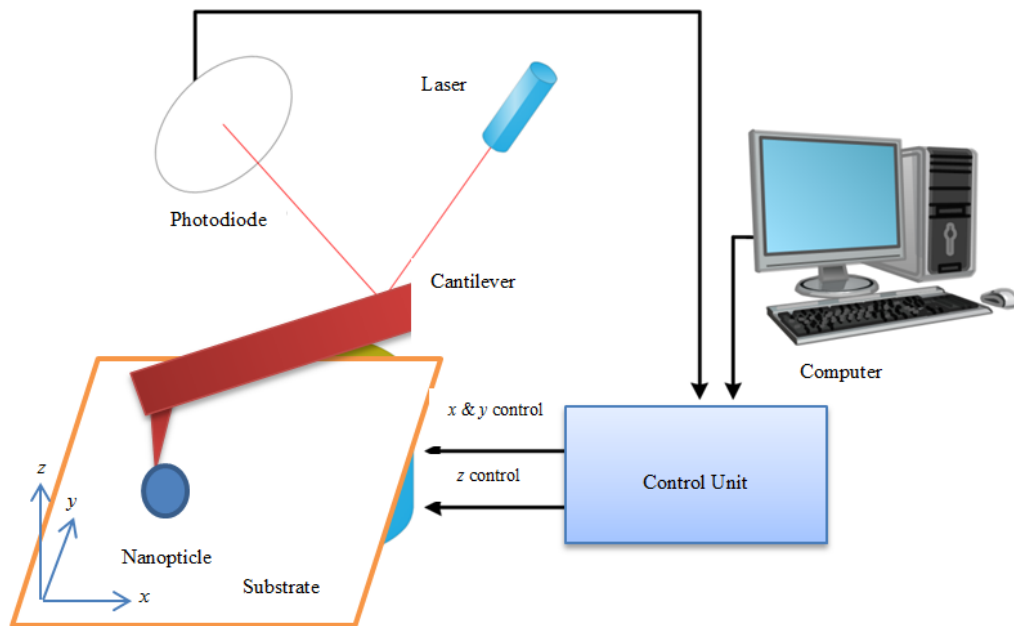 Laser
Photodiode
Cantilever
Computer
x & y control
z control
Control Unit
z
y
Nanopticle
Substrate
x